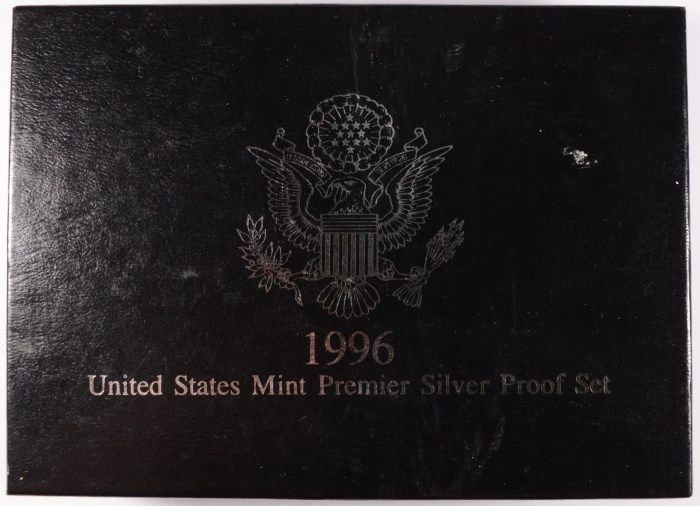 1996
United States Mint Premier Silver Proof Set